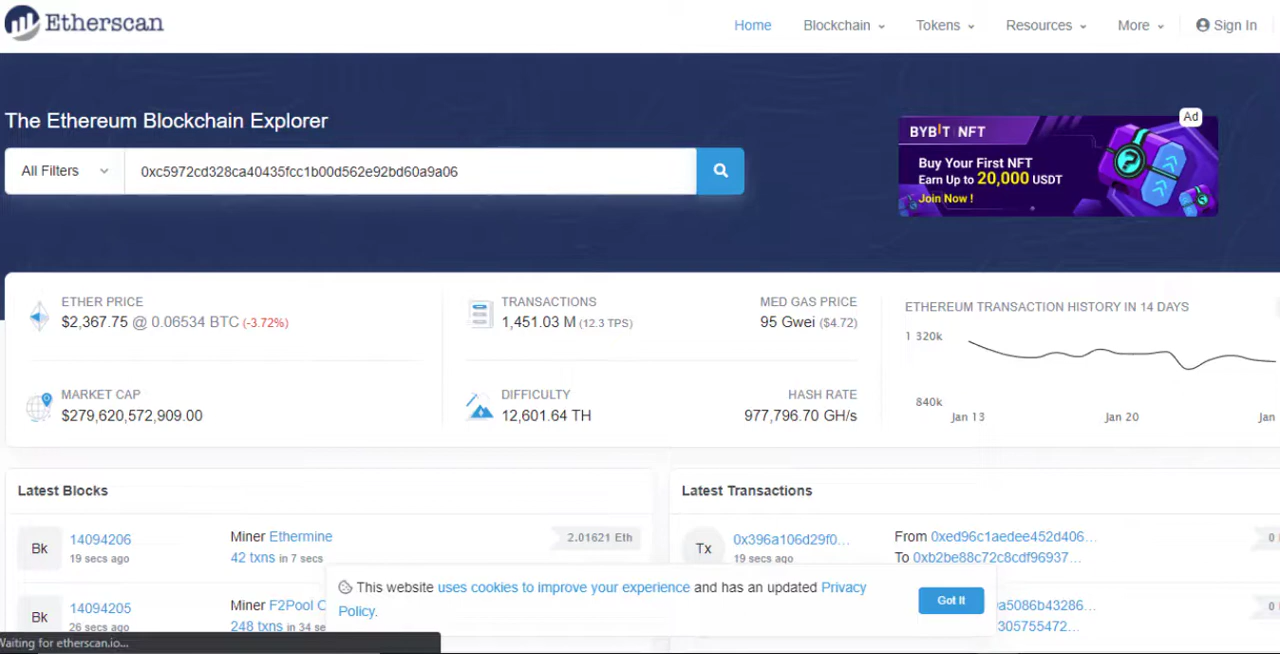 Etherscan
Home Blockchain Tokens Resources More Sign In
The Ethereum Blockchain Explorer
All Filters 0xc5972cd328ca40435fcc1b00d562e92bd60a9a06
Ad
BYBIT NFT
Buy Your First NFT
Earn Up to 20,000 USDT
Join Now !
ETHER PRICE
$2,367.75 @ 0.06534 BTC (-3.72%)
MARKET CAP
$279,620,572,909.00
TRANSACTIONS
1,451.03 M (12.3 TPS)
MED GAS PRICE
95 Gwei ($4.72)
DIFFICULTY
12,601.64 TH
HASH RATE
977,796.70 GH/s
ETHEREUM TRANSACTION HISTORY IN 14 DAYS
1 320k
840k
Jan 13 Jan 20 Jan
Latest Blocks
Bk
14094206
19 secs ago
Miner Ethermine
42 txns in 7 secs
2.01621 Eth
Bk
14094205
26 secs ago
Miner F2Pool
248 txns in 34 se
Latest Transactions
Tx
0x396a106d29f0...
19 secs ago
From 0xed96c1aedee452d406...
To 0xb2be88c72c8cdf96937...
0
a5086b43286...
305755472...
0
This website uses cookies to improve your experience and has an updated Privacy
Policy.
Got It
Waiting for etherscan.io...